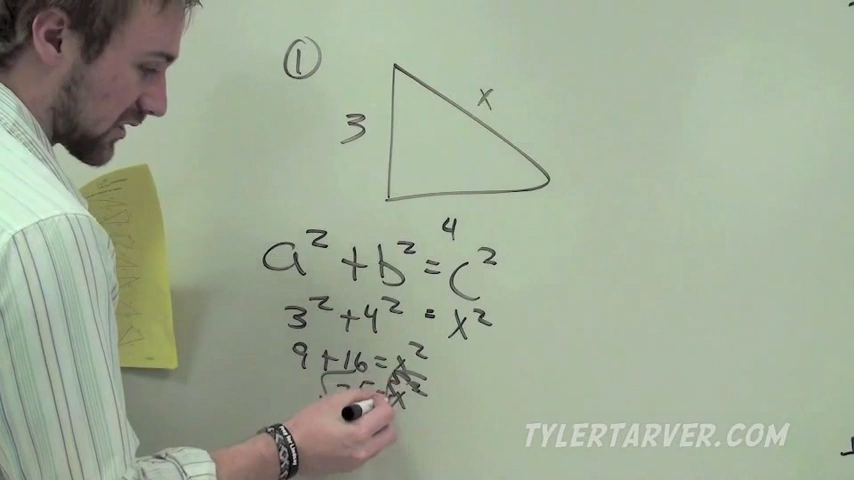 ①
x
3
4
a² + b² = c²
3² + 4² = x²
9 + 16 = x²
√25 = √x²
TYLERTARVER.COM